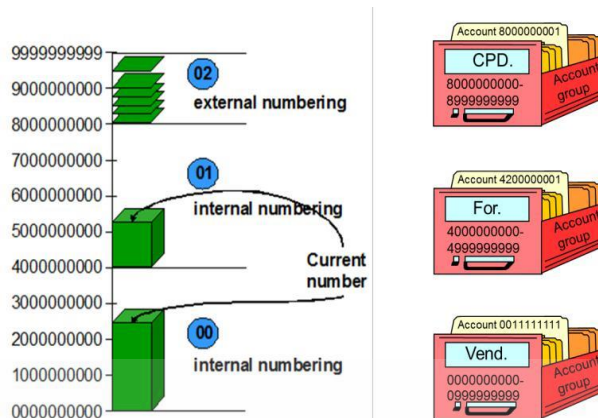 9999999999
9000000000
8000000000
7000000000
6000000000
5000000000
4000000000
3000000000
2000000000
1000000000
0000000000
02
external numbering
01
internal numbering
Current
number
00
internal numbering
Account 8000000001
CPD.
8000000000-
8999999999
Account
group
Account 4200000001
For.
4000000000-
4999999999
Account
group
Account 0011111111
Vend.
0000000000-
0999999999
Account
group